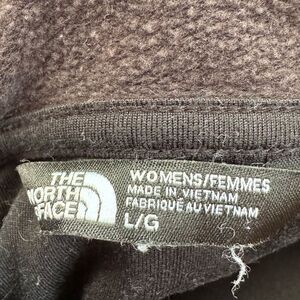 THE
NORTH
FACE
WOMENS/FEMMES
MADE IN VIETNAM
FABRIQUÉ AU VIETNAM
L/G